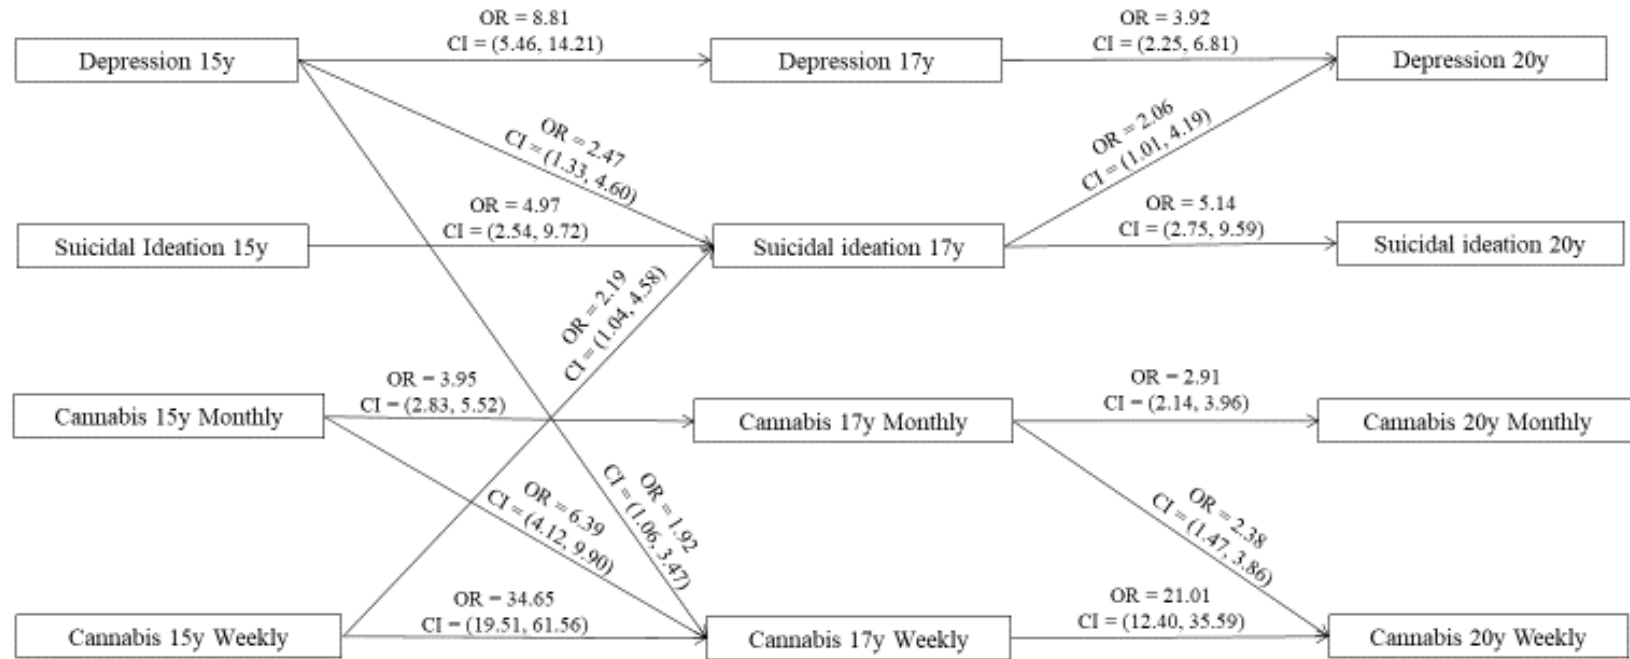 OR = 8.81
CI = (5.46, 14.21)
OR = 3.92
CI = (2.25, 6.81)
Depression 15y
Depression 17y
Depression 20y
OR = 2.47
CI = (1.33, 4.60)
OR = 2.06
CI = (1.01, 4.19)
OR = 4.97
CI = (2.54, 9.72)
OR = 5.14
CI = (2.75, 9.59)
Suicidal Ideation 15y
Suicidal ideation 17y
Suicidal ideation 20y
OR = 2.19
CI = (1.04, 4.58)
OR = 3.95
CI = (2.83, 5.52)
OR = 2.91
CI = (2.14, 3.96)
Cannabis 15y Monthly
Cannabis 17y Monthly
Cannabis 20y Monthly
OR = 6.39
CI = (4.12, 9.90)
OR = 1.92
CI = (1.06, 3.47)
OR = 2.38
CI = (1.47, 3.86)
OR = 34.65
CI = (19.51, 61.56)
OR = 21.01
CI = (12.40, 35.59)
Cannabis 15y Weekly
Cannabis 17y Weekly
Cannabis 20y Weekly